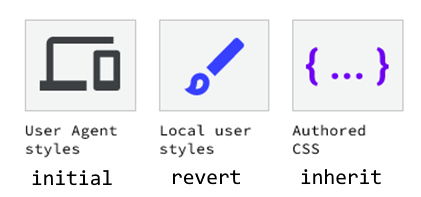 { ... }
User Agent styles
Local user styles
Authored CSS
initial
revert
inherit